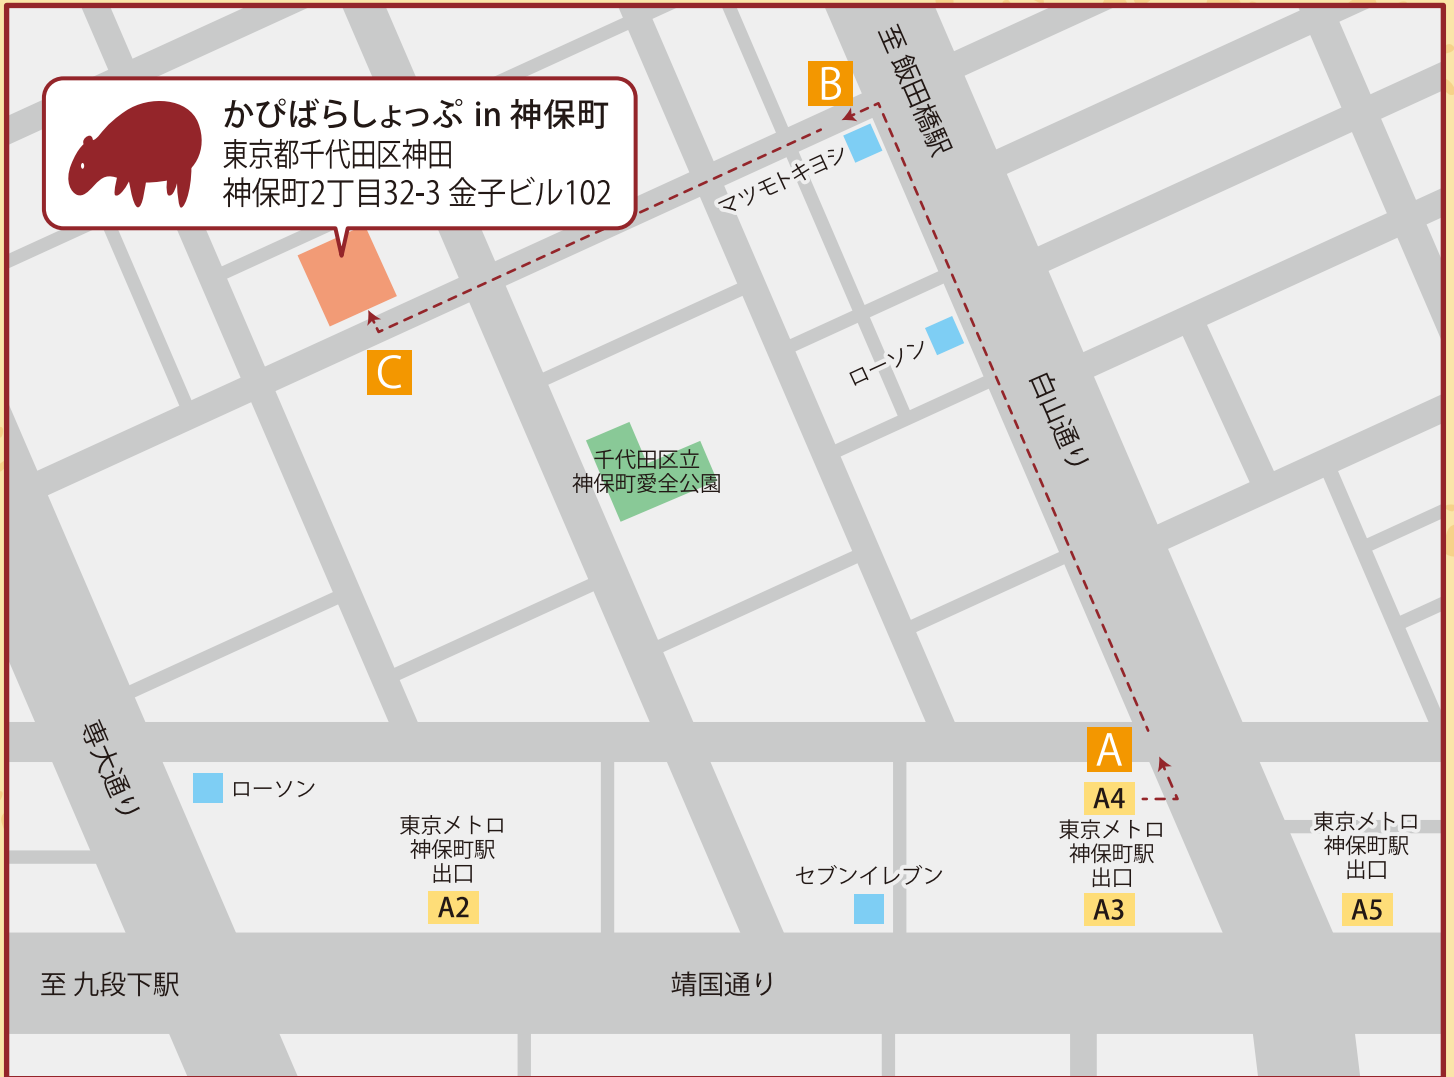 至 飯田橋駅
B
かぴばらしょっぷ in 神保町
東京都千代田区神田
神保町2丁目32-3 金子ビル102
マツモトキヨシ
ローソン
C
白山通り
千代田区立
神保町愛全公園
専大通り
A
ローソン
A4
東京メトロ
神保町駅
出口
A2
東京メトロ
神保町駅
出口
A3
東京メトロ
神保町駅
出口
A5
セブンイレブン
至 九段下駅
靖国通り